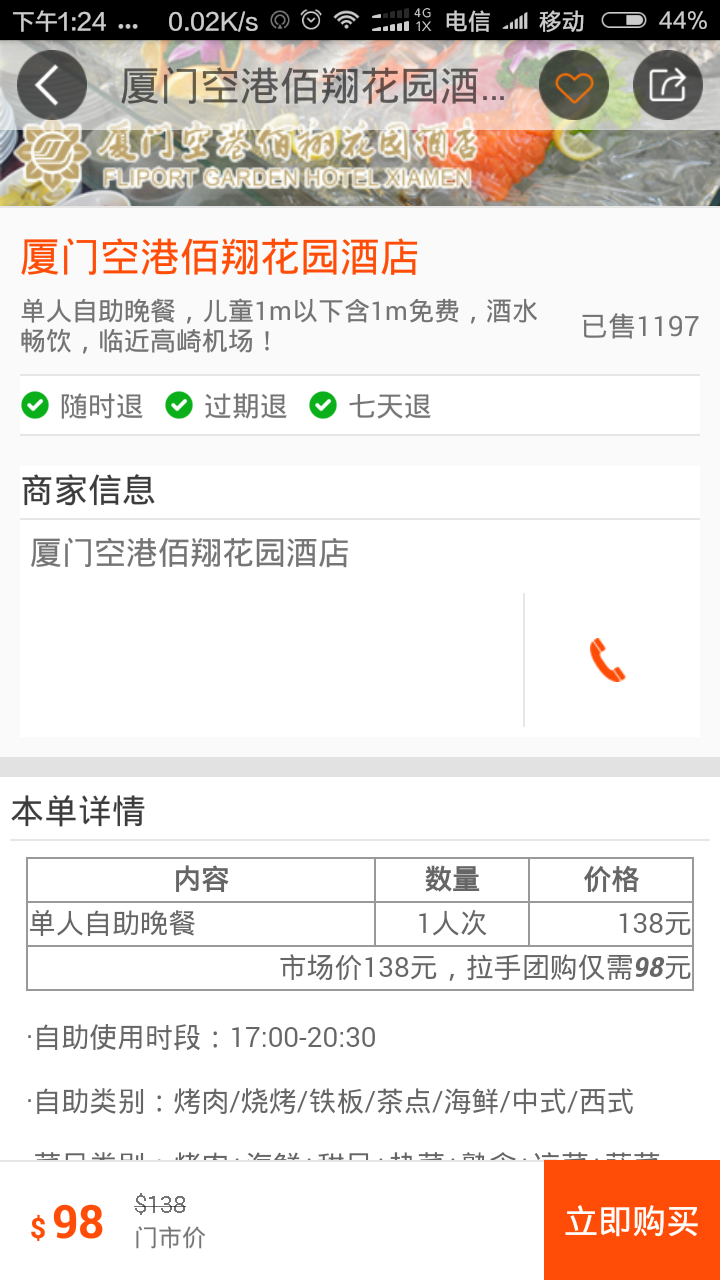 下午1:24 ... 0.02K/s 4G 1X 电信 移动 44%
厦门空港佰翔花园酒...
厦门空港佰翔花园酒店
FLIPORT GARDEN HOTEL XIAMEN
厦门空港佰翔花园酒店
单人自助晚餐，儿童1m以下含1m免费，酒水
畅饮，临近高崎机场！
已售1197
随时退 过期退 七天退
商家信息
厦门空港佰翔花园酒店
本单详情
内容 数量 价格
单人自助晚餐 1人次 138元
市场价138元，拉手团购仅需98元
·自助使用时段：17:00-20:30
·自助类别：烤肉/烧烤/铁板/茶点/海鲜/中式/西式
$98 $138
门市价
立即购买